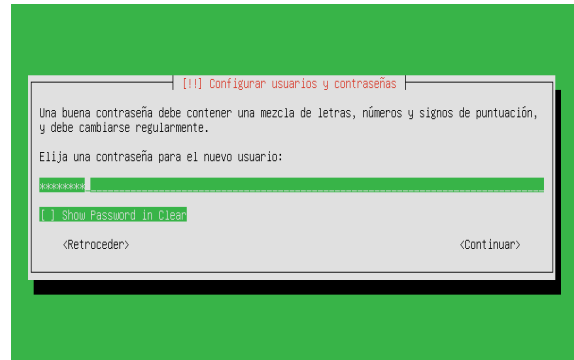 [!!] Configurar usuarios y contraseñas
Una buena contraseña debe contener una mezcla de letras, números y signos de puntuación,
y debe cambiarse regularmente.
Elija una contraseña para el nuevo usuario:
********
[ ] Show Password in Clear
<Retroceder> <Continuar>